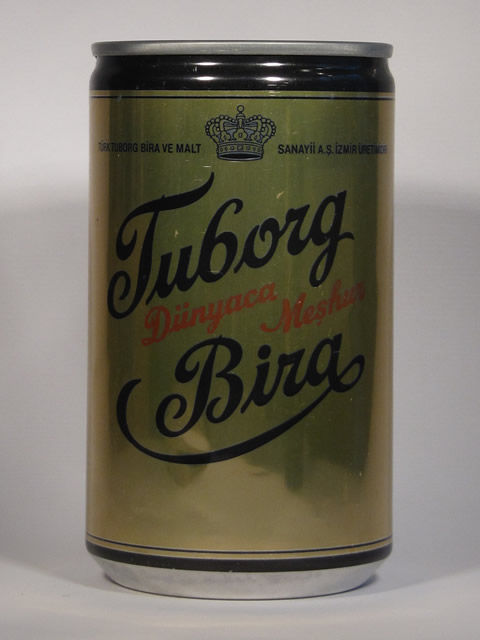 TÜRK TUBORG BİRA VE MALT SANAYİİ A.Ş. İZMİR ÜRETİMİDİR
Tuborg
Dünyaca Meşhur
Bira